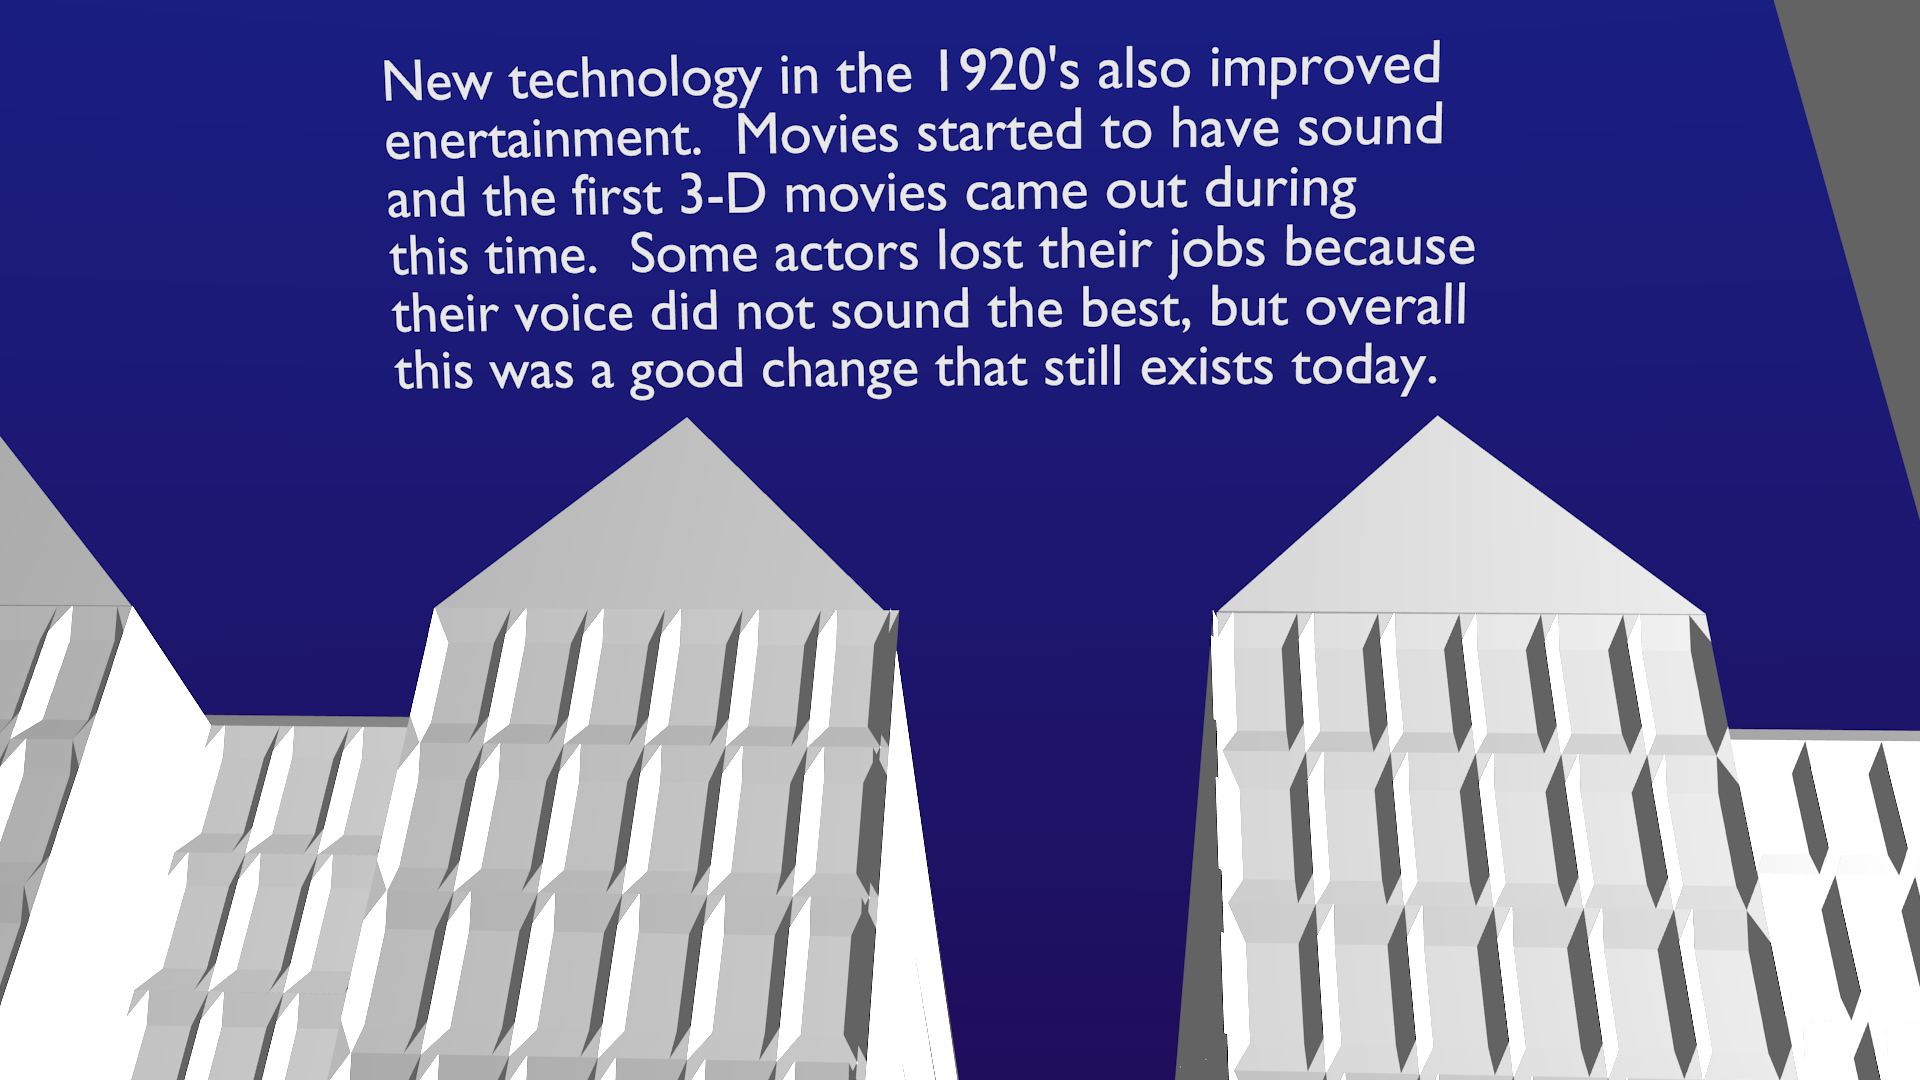 New technology in the 1920's also improved
enertainment.  Movies started to have sound
and the first 3-D movies came out during
this time.  Some actors lost their jobs because
their voice did not sound the best, but overall
this was a good change that still exists today.